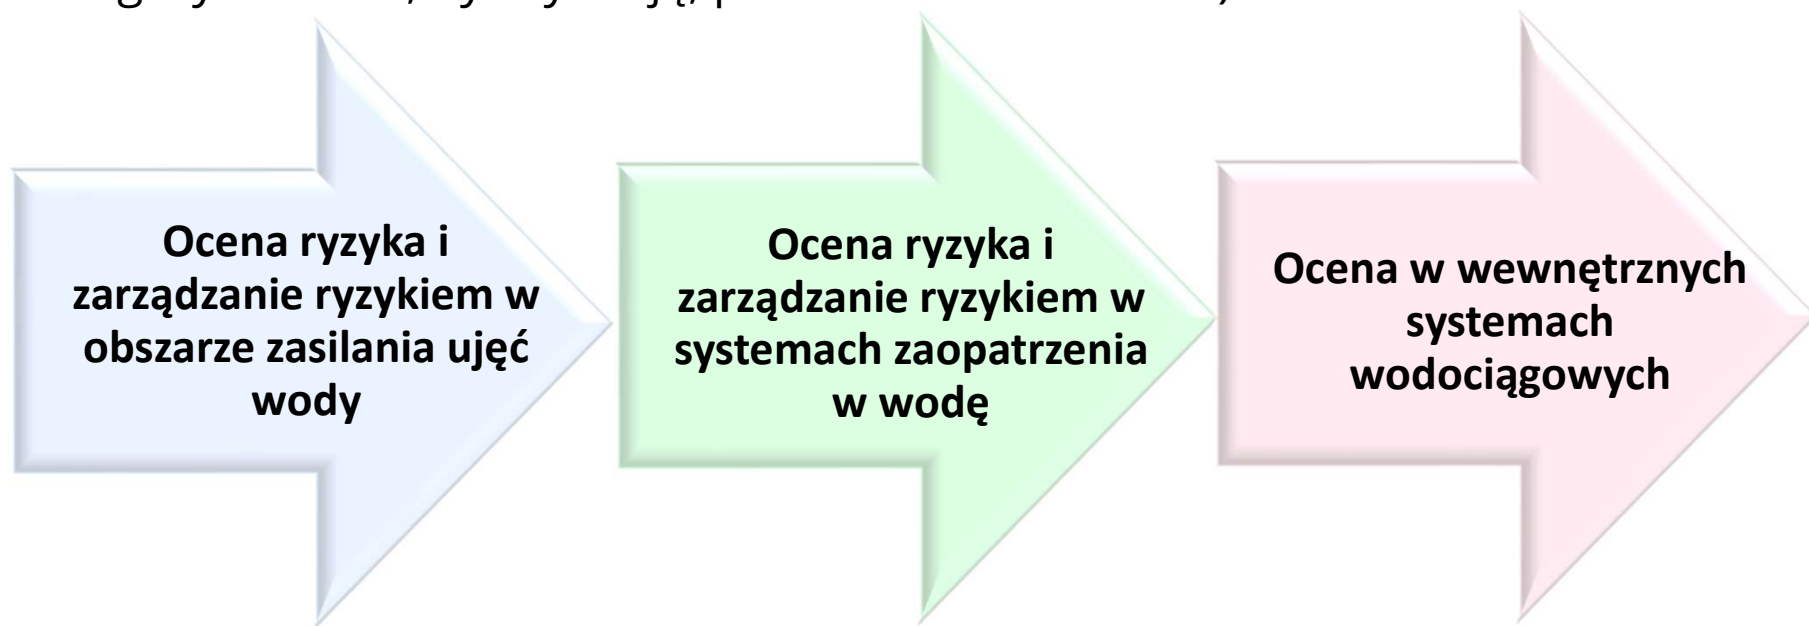 Ocena ryzyka i
zarządzanie ryzykiem w
obszarze zasilania ujęć
wody
Ocena ryzyka i
zarządzanie ryzykiem w
systemach zaopatrzenia
w wodę
Ocena w wewnętrznych
systemach
wodociągowych